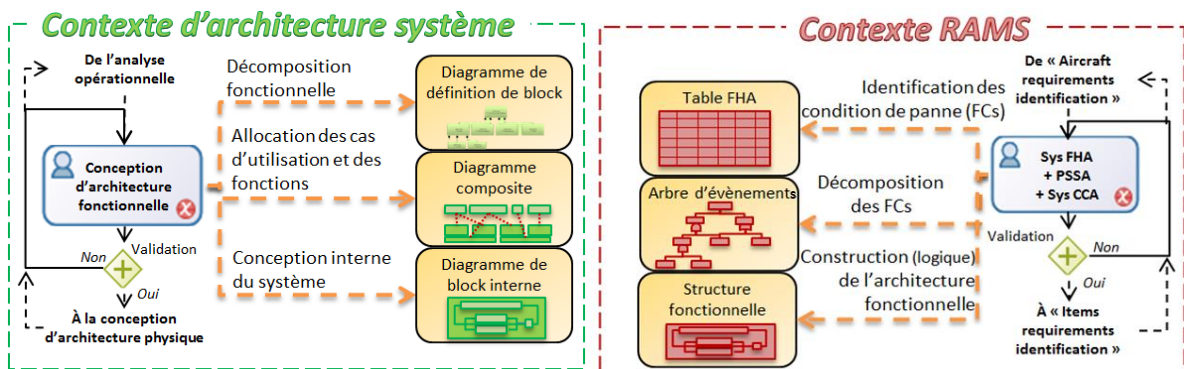 Contexte d'architecture système
De l'analyse
opérationnelle
Conception
d'architecture
fonctionnelle
Validation
Non
Oui
À la conception
d'architecture physique
Décomposition
fonctionnelle
Allocation des cas
d'utilisation et des
fonctions
Conception interne
du système
Diagramme de
définition de block
Diagramme
composite
Diagramme de
block interne
Contexte RAMS
Table FHA
Arbre d'évènements
Structure
fonctionnelle
Identification des
condition de panne (FCs)
Décomposition
des FCs
Construction (logique)
de l'architecture
fonctionnelle
De « Aircraft
requirements
identification »
Sys FHA
+ PSSA
+ Sys CCA
Validation
Non
Oui
À « Items
requirements
identification »